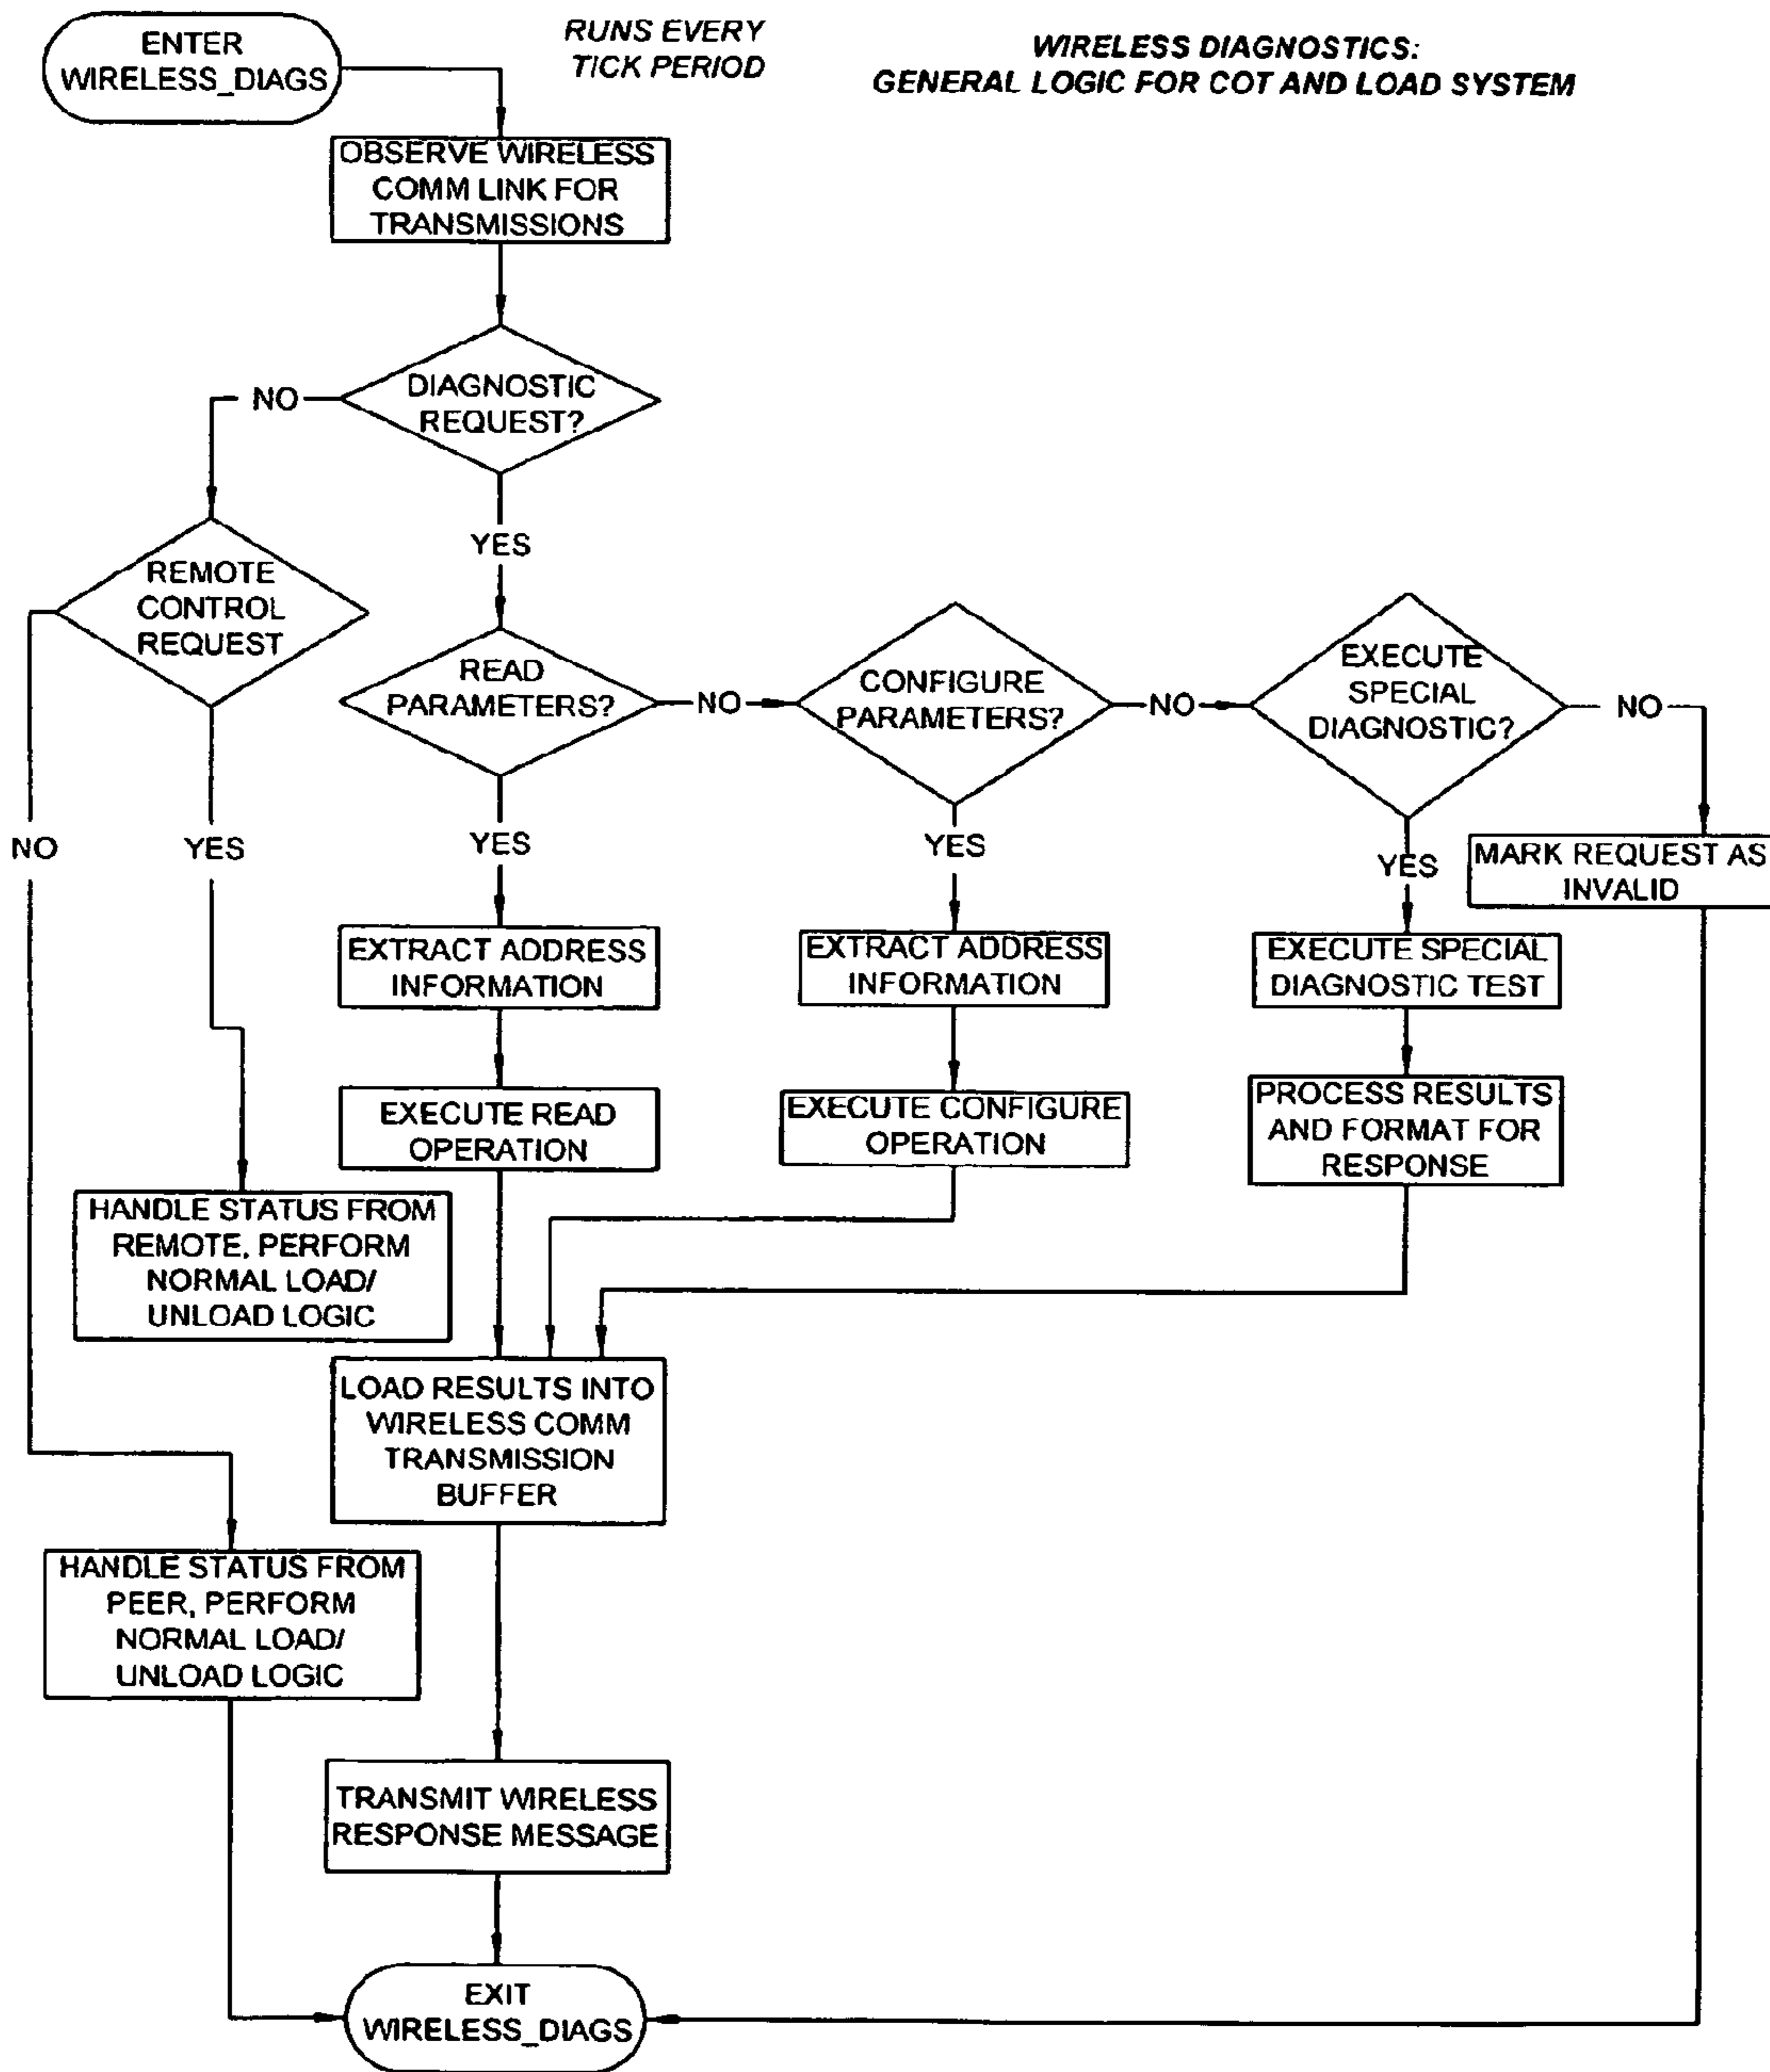 ENTER
WIRELESS_DIAGS
RUNS EVERY
TICK PERIOD
WIRELESS DIAGNOSTICS:
GENERAL LOGIC FOR COT AND LOAD SYSTEM
OBSERVE WIRELESS
COMM LINK FOR
TRANSMISSIONS
DIAGNOSTIC
REQUEST?
NO
YES
REMOTE
CONTROL
REQUEST
READ
PARAMETERS?
NO
CONFIGURE
PARAMETERS?
NO
EXECUTE
SPECIAL
DIAGNOSTIC?
NO
NO
YES
YES
YES
YES
MARK REQUEST AS
INVALID
EXTRACT ADDRESS
INFORMATION
EXTRACT ADDRESS
INFORMATION
EXECUTE SPECIAL
DIAGNOSTIC TEST
EXECUTE READ
OPERATION
EXECUTE CONFIGURE
OPERATION
PROCESS RESULTS
AND FORMAT FOR
RESPONSE
HANDLE STATUS FROM
REMOTE, PERFORM
NORMAL LOAD/
UNLOAD LOGIC
LOAD RESULTS INTO
WIRELESS COMM
TRANSMISSION
BUFFER
HANDLE STATUS FROM
PEER, PERFORM
NORMAL LOAD/
UNLOAD LOGIC
TRANSMIT WIRELESS
RESPONSE MESSAGE
EXIT
WIRELESS_DIAGS